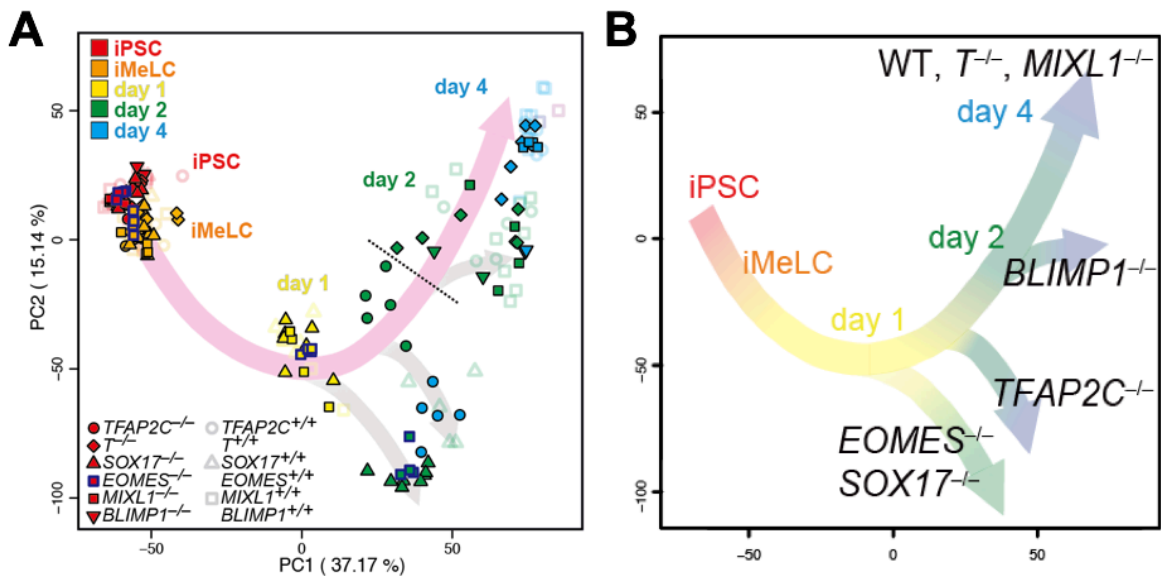 A
iPSC
iMeLC
day 1
day 2
day 4
iPSC
iMeLC
day 1
day 2
day 4
TFAP2C–/–
T–/–
SOX17–/–
EOMES–/–
MIXL1–/–
BLIMP1–/–
TFAP2C+/+
T+/+
SOX17+/+
EOMES+/+
MIXL1+/+
BLIMP1+/+
50
0
−50
−100
PC2 ( 15.14 %)
−50
0
50
PC1 ( 37.17 %)
B
WT, T–/–, MIXL1–/–
day 4
iPSC
day 2
iMeLC
BLIMP1–/–
day 1
TFAP2C–/–
EOMES–/–
SOX17–/–
50
0
−50
−100
−50
0
50